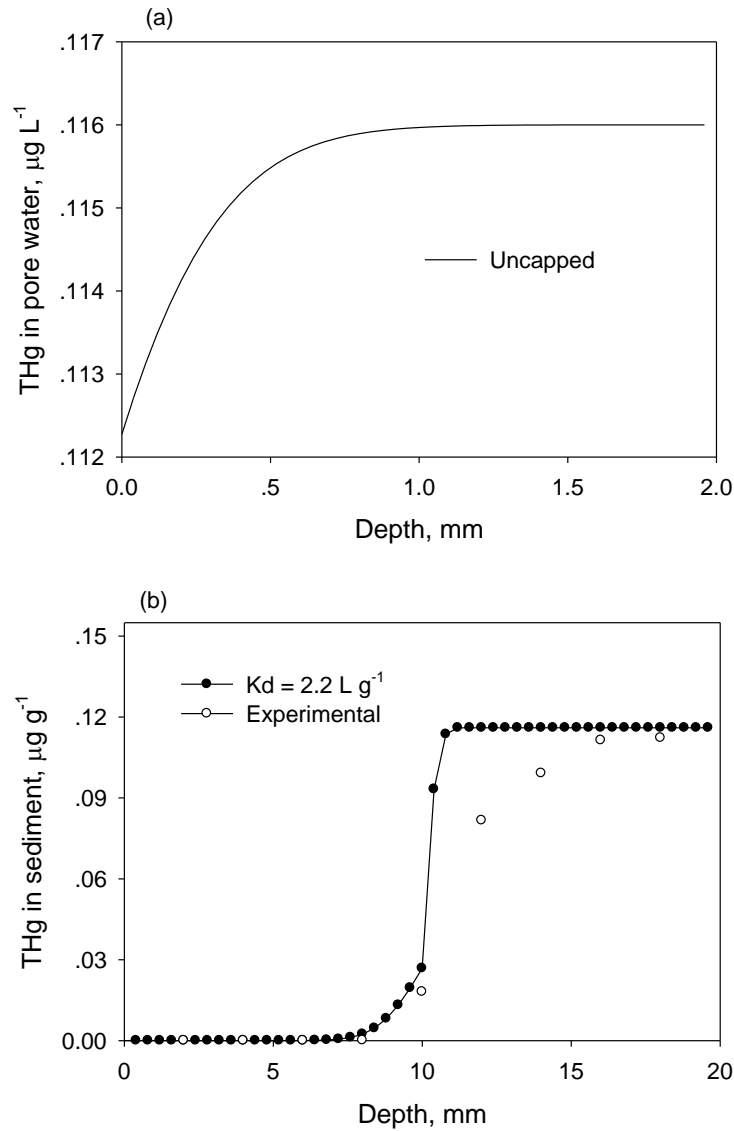 (a)
.117
.116
.115
.114
.113
.112
THg in pore water, μg L⁻¹
Uncapped
0.0 .5 1.0 1.5 2.0
Depth, mm
(b)
.15
.12
.09
.06
.03
0.00
THg in sediment, μg g⁻¹
Kd = 2.2 L g⁻¹
Experimental
0 5 10 15 20
Depth, mm